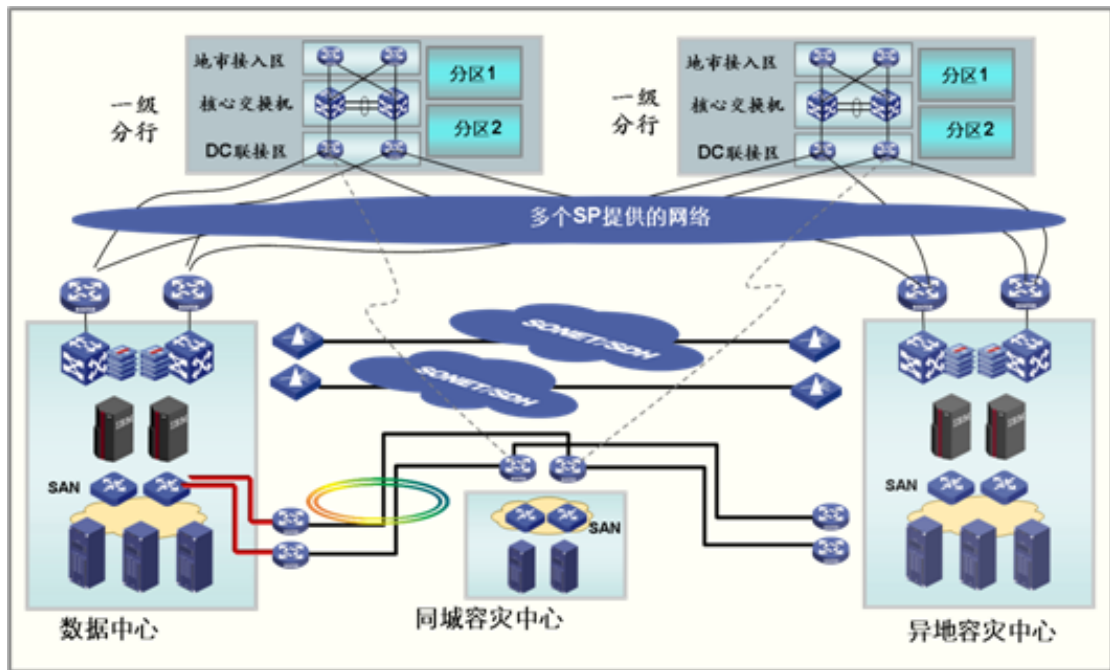 地市接入区
分区1
一级
分行
核心交换机
分区2
DC联接区
地市接入区
分区1
一级
分行
核心交换机
分区2
DC联接区
多个SP提供的网络
SONET/SDH
SONET/SDH
IBM
SAN
数据中心
SAN
同城容灾中心
IBM
SAN
异地容灾中心